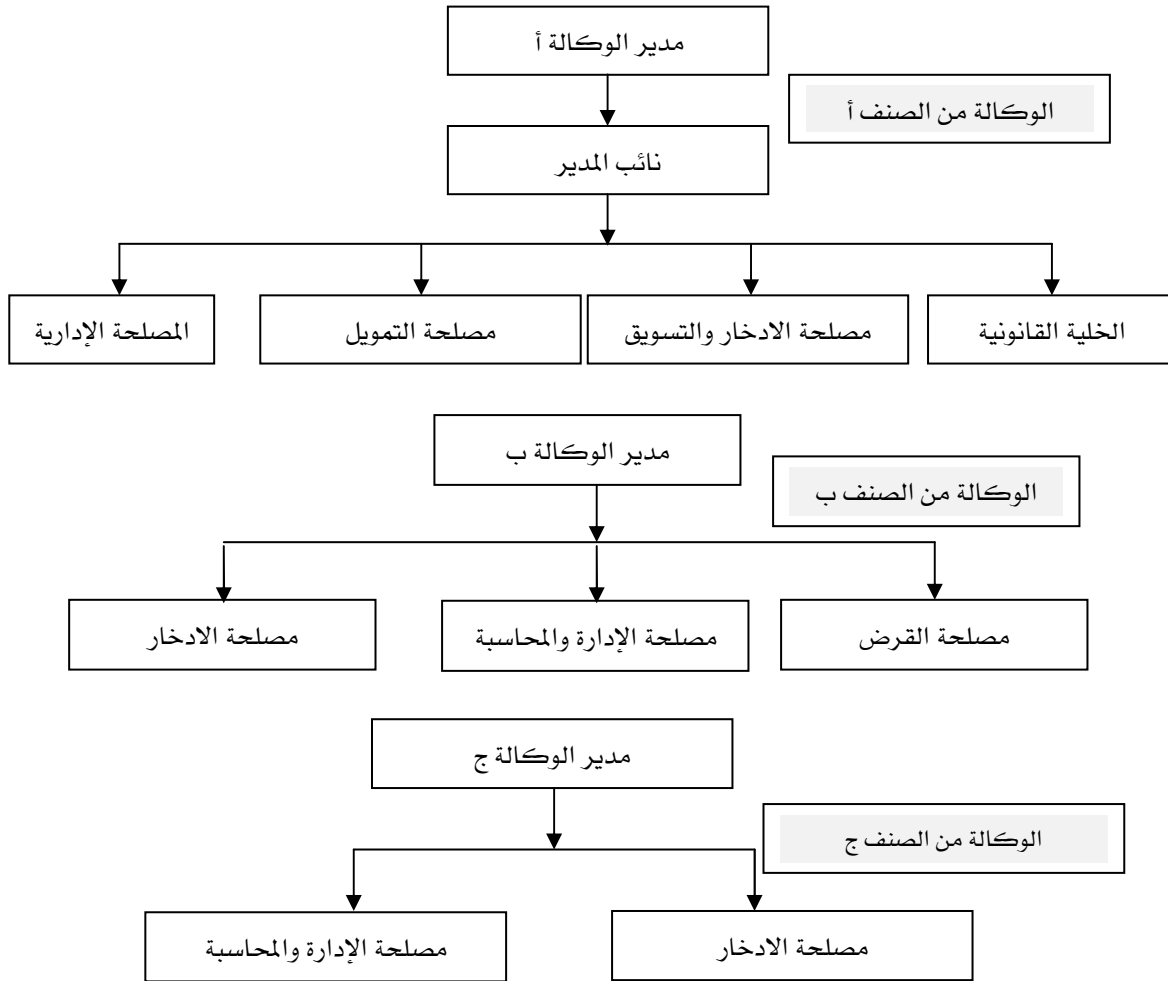 مدير الوكالة أ
الوكالة من الصنف أ
نائب المدير
الخلية القانونية
مصلحة الادخار والتسويق
مصلحة التمويل
المصلحة الإدارية
مدير الوكالة ب
الوكالة من الصنف ب
مصلحة القرض
مصلحة الإدارة والمحاسبة
مصلحة الادخار
مدير الوكالة ج
الوكالة من الصنف ج
مصلحة الادخار
مصلحة الإدارة والمحاسبة